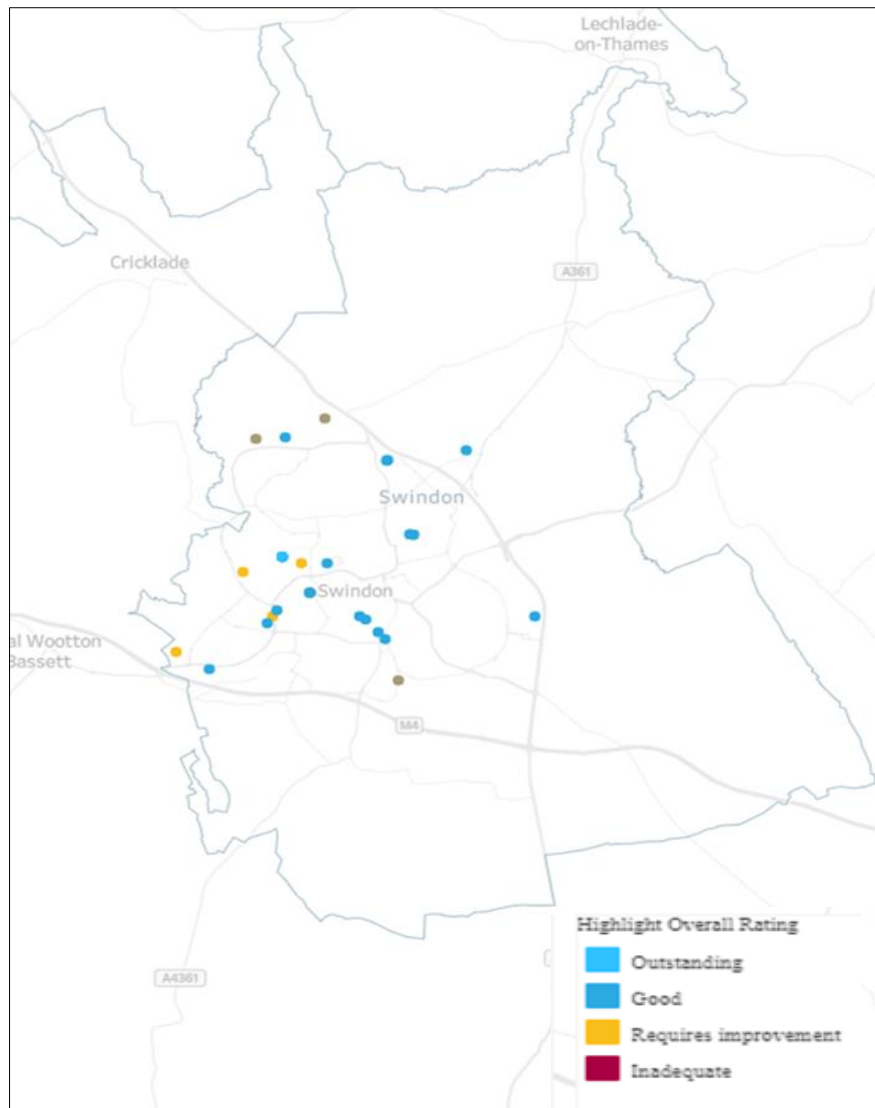 Lechlade-
on-Thames
A361
Cricklade
Swindon
Swindon
al Wootton
Bassett
M4
A4361
Highlight Overall Rating
Outstanding
Good
Requires improvement
Inadequate